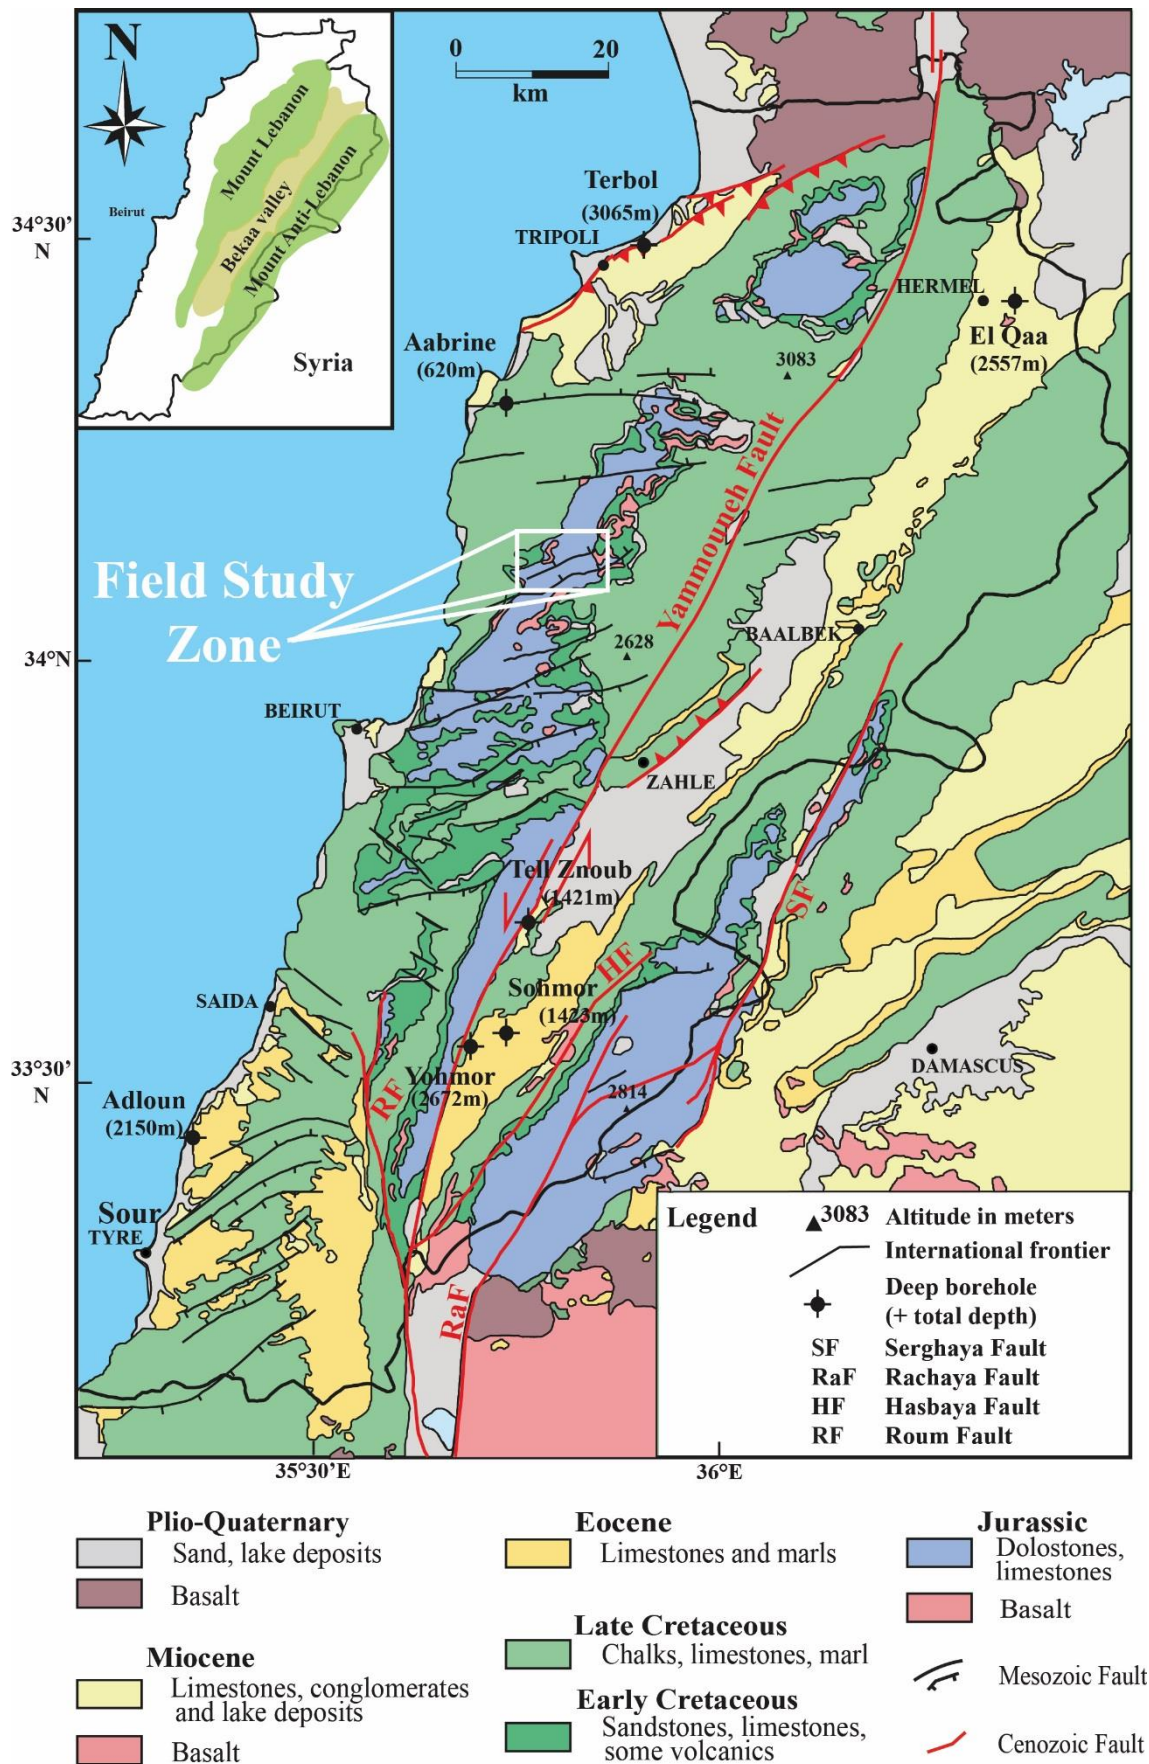 N
0
20
km
Mount Lebanon
Bekaa valley
Mount Anti-Lebanon
Beirut
Syria
34°30’
N
34°N
33°30’
N
Terbol
(3065m)
TRIPOLI
HERMEL
El Qaa
(2557m)
Aabrine
(620m)
3083
Yammouneh Fault
Field Study
Zone
2628
BAALBEK
BEIRUT
ZAHLE
Tell Znoub
(1421m)
SF
HF
SAIDA
Sohmor
(1423m)
DAMASCUS
Yohmor
(2672m)
RF
2814
Adloun
(2150m)
Sour
TYRE
RaF
Legend
3083 Altitude in meters
International frontier
Deep borehole
(+ total depth)
SF Serghaya Fault
RaF Rachaya Fault
HF Hasbaya Fault
RF Roum Fault
35°30’E
36°E
Plio-Quaternary
Sand, lake deposits
Basalt
Miocene
Limestones, conglomerates
and lake deposits
Basalt
Eocene
Limestones and marls
Late Cretaceous
Chalks, limestones, marl
Early Cretaceous
Sandstones, limestones,
some volcanics
Jurassic
Dolostones,
limestones
Basalt
Mesozoic Fault
Cenozoic Fault